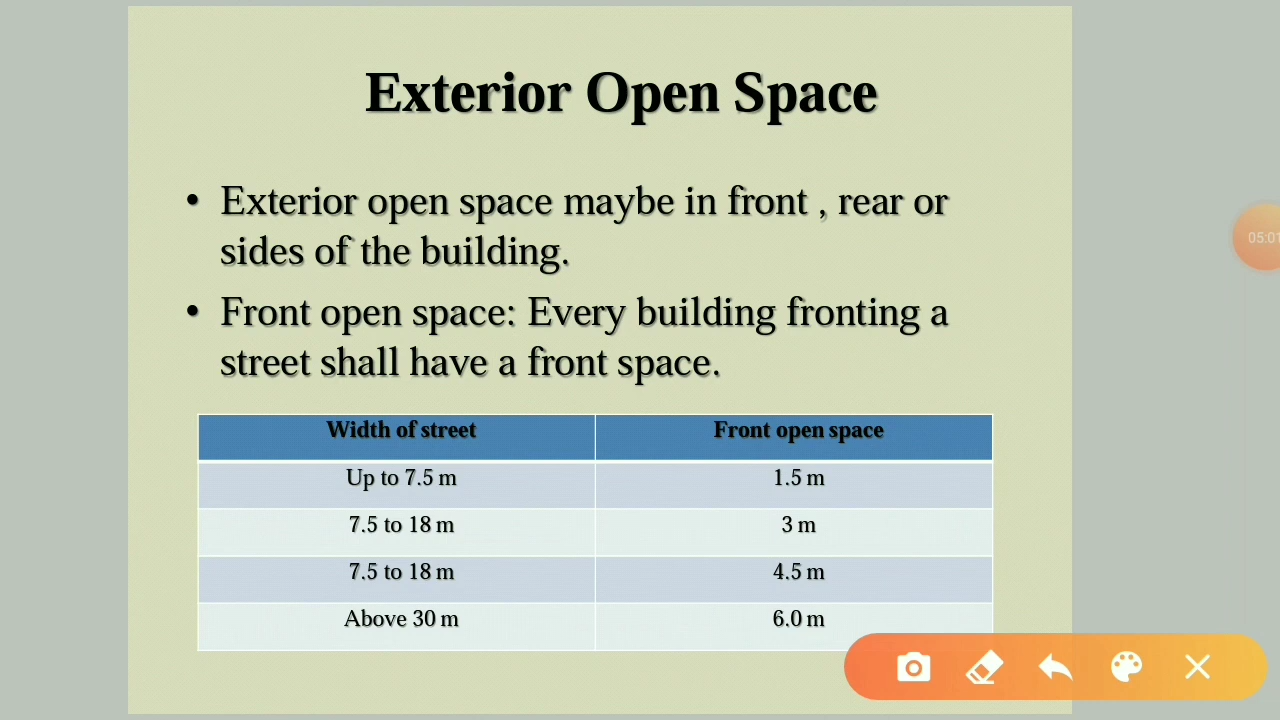 Exterior Open Space
• Exterior open space maybe in front , rear or
sides of the building.
• Front open space: Every building fronting a
street shall have a front space.
Width of street Front open space
Up to 7.5 m 1.5 m
7.5 to 18 m 3 m
7.5 to 18 m 4.5 m
Above 30 m 6.0 m
05:01